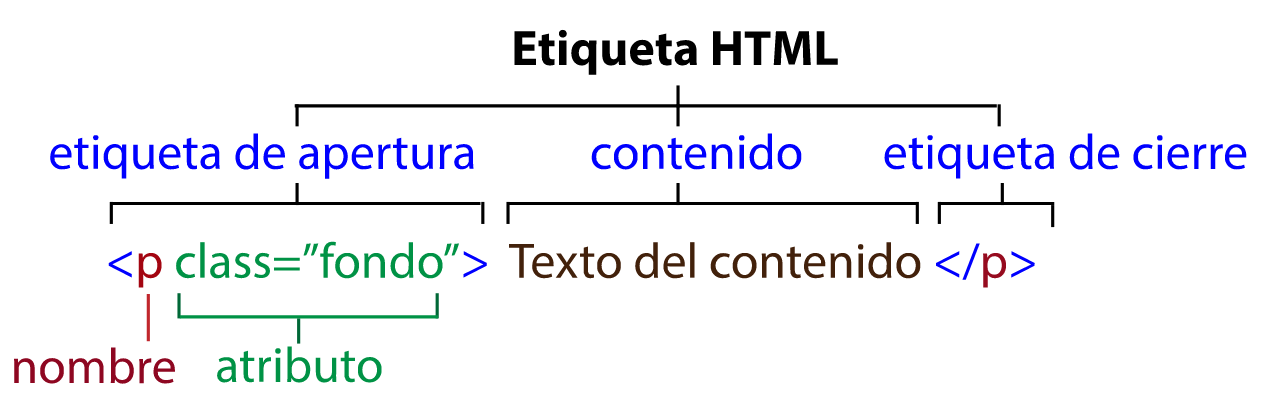 Etiqueta HTML
etiqueta de apertura contenido etiqueta de cierre
<p class=”fondo”> Texto del contenido </p>
nombre atributo